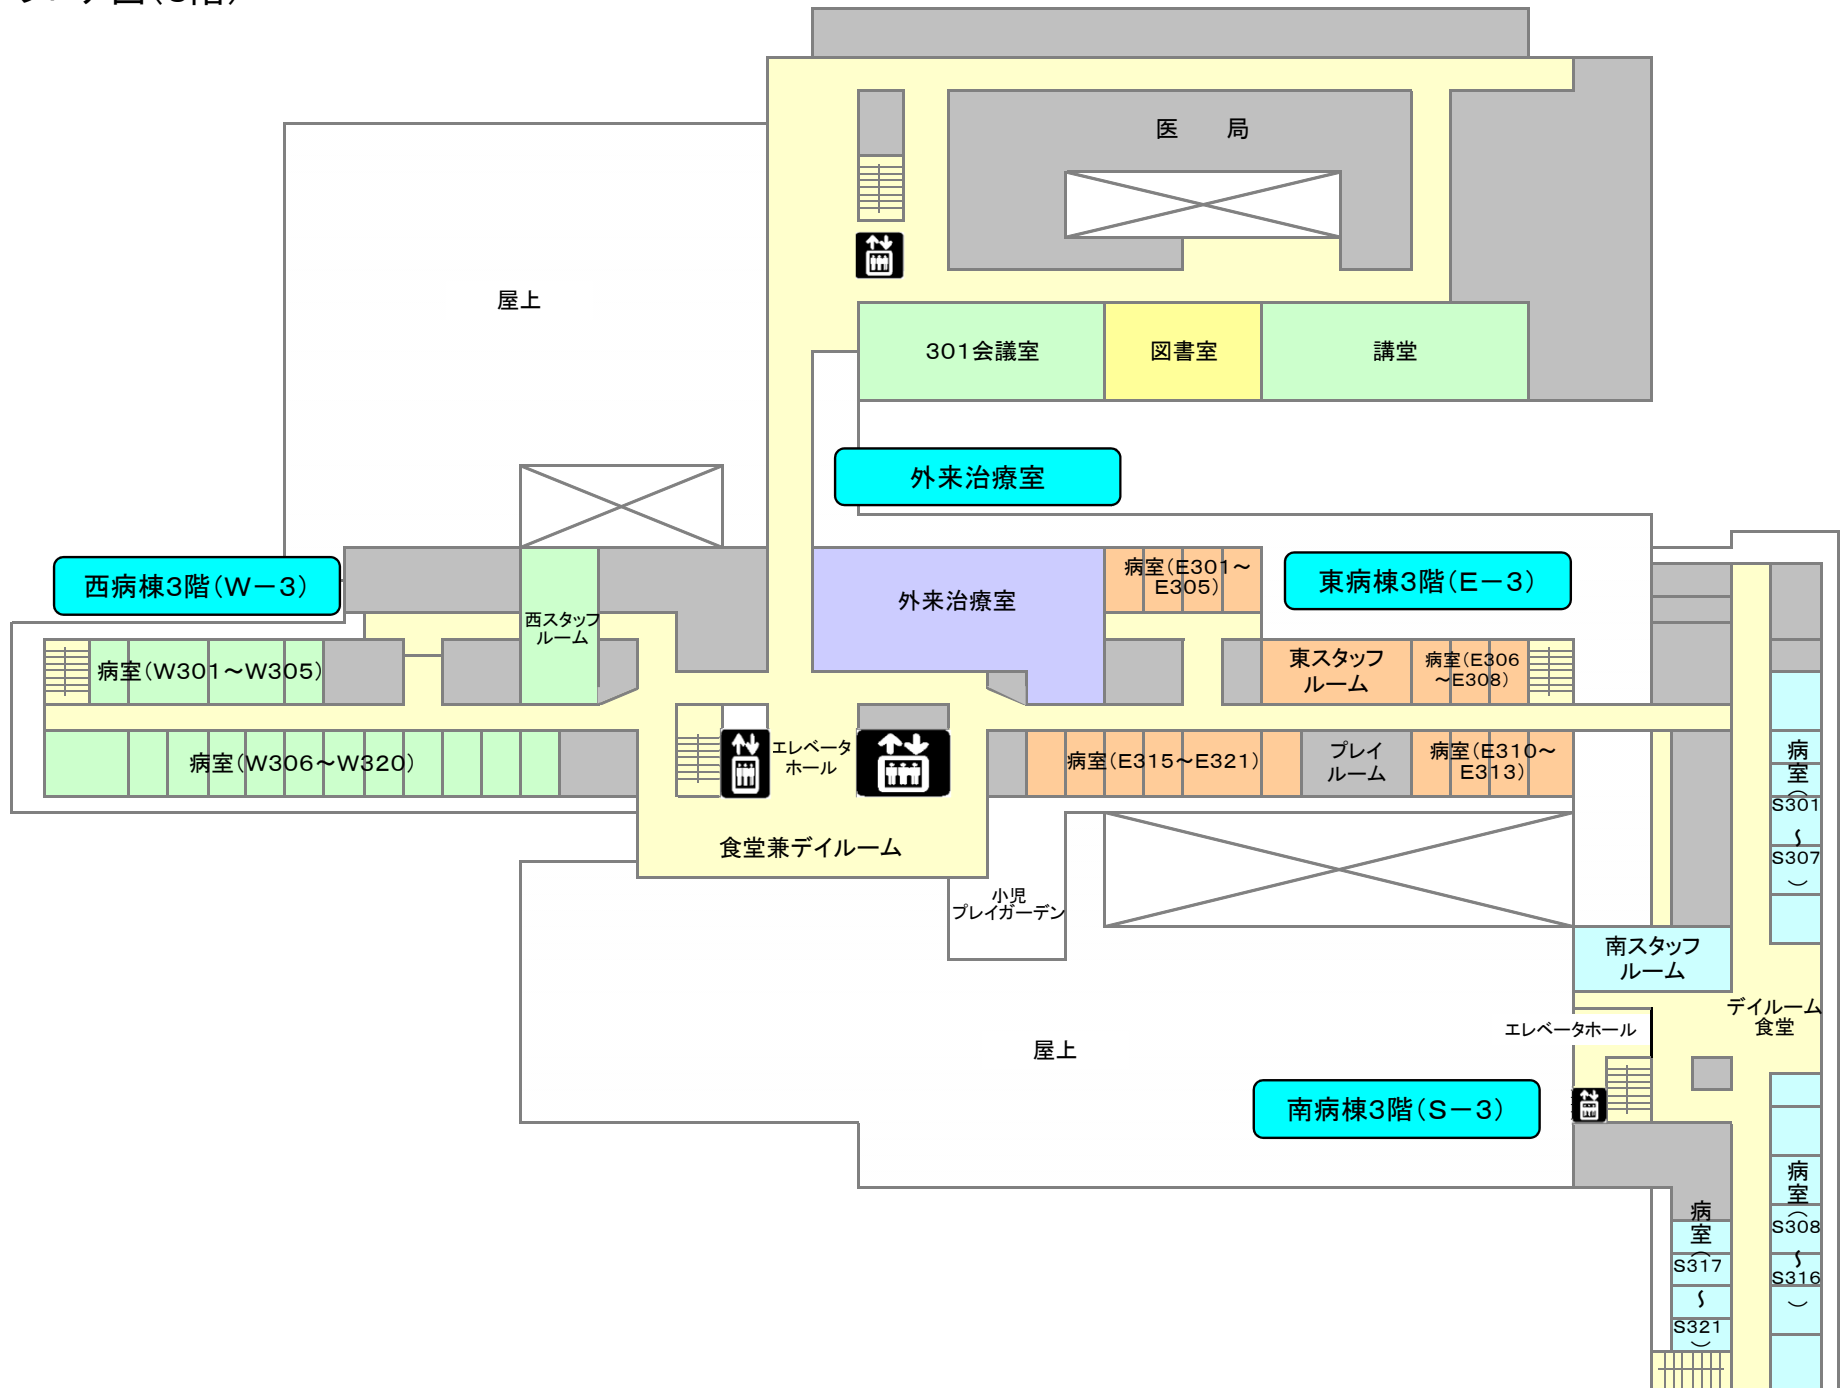 医　局
屋上
301会議室
図書室
講堂
外来治療室
西病棟3階（W－3）
西スタッフ
ルーム
外来治療室
病室（E301～
E305）
東病棟3階（E－3）
病室（W301～W305）
東スタッフ
ルーム
病室（E306
～E308）
病室（W306～W320）
エレベータ
ホール
病室（E315～E321）
プレイ
ルーム
病室（E310～
E313）
病室（
S301
～
S307
）
食堂兼デイルーム
小児
プレイガーデン
南スタッフ
ルーム
デイルーム
食堂
エレベータホール
屋上
南病棟3階（S－3）
病室（
S308
～
S316
）
病室（
S317
～
S321
）